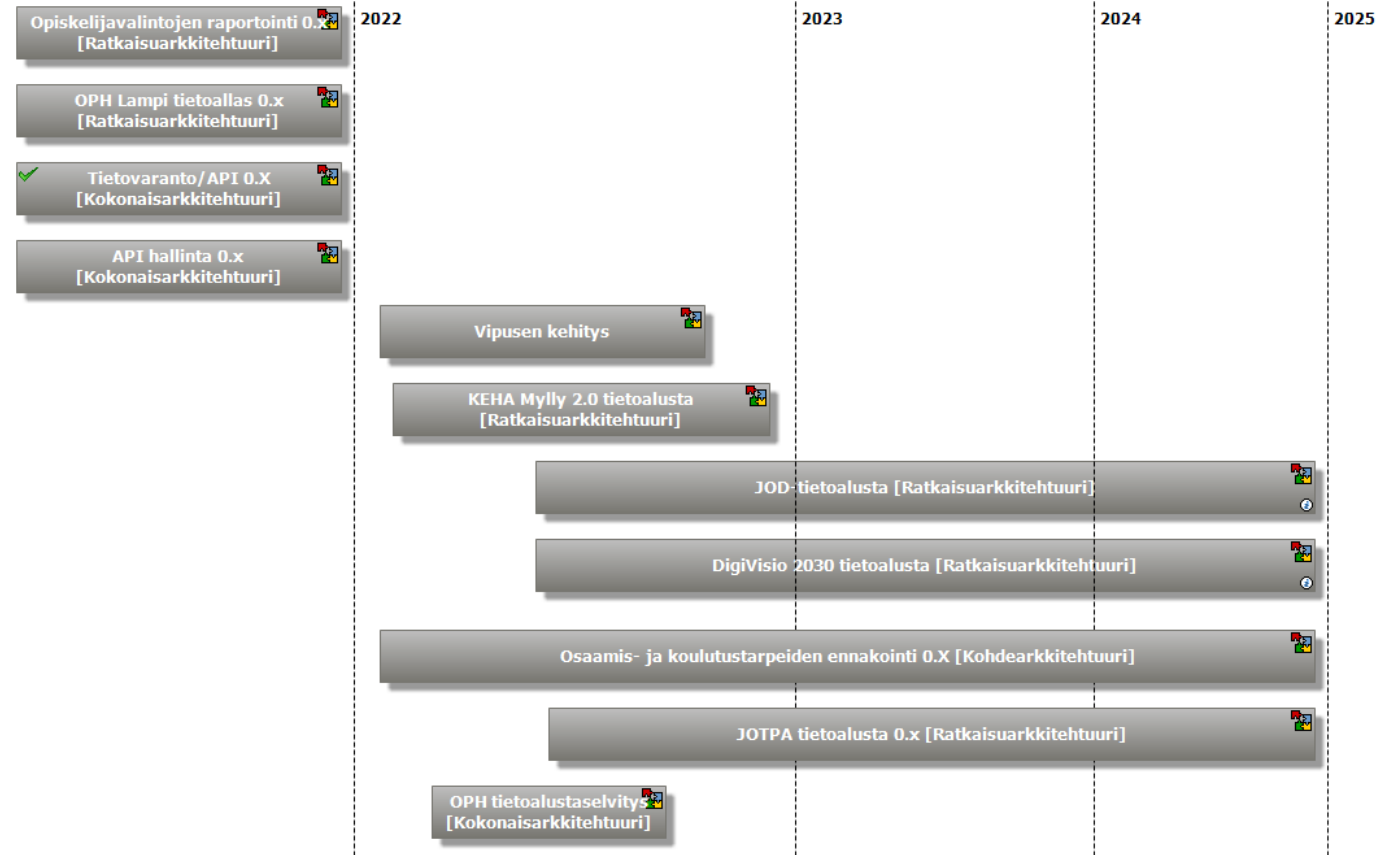 Opiskelijavalintojen raportointi 0.x
[Ratkaisuarkkitehtuuri]
2022
2023
2024
2025
OPH Lampi tietoallas 0.x
[Ratkaisuarkkitehtuuri]
Tietovaranto/API 0.X
[Kokonaisarkkitehtuuri]
API hallinta 0.x
[Kokonaisarkkitehtuuri]
Vipusen kehitys
KEHA Mylly 2.0 tietoalusta
[Ratkaisuarkkitehtuuri]
JOD-tietoalusta [Ratkaisuarkkitehtuuri]
DigiVisio 2030 tietoalusta [Ratkaisuarkkitehtuuri]
Osaamis- ja koulutustarpeiden ennakointi 0.X [Kohdearkkitehtuuri]
JOTPA tietoalusta 0.x [Ratkaisuarkkitehtuuri]
OPH tietoalustaselvitys
[Kokonaisarkkitehtuuri]